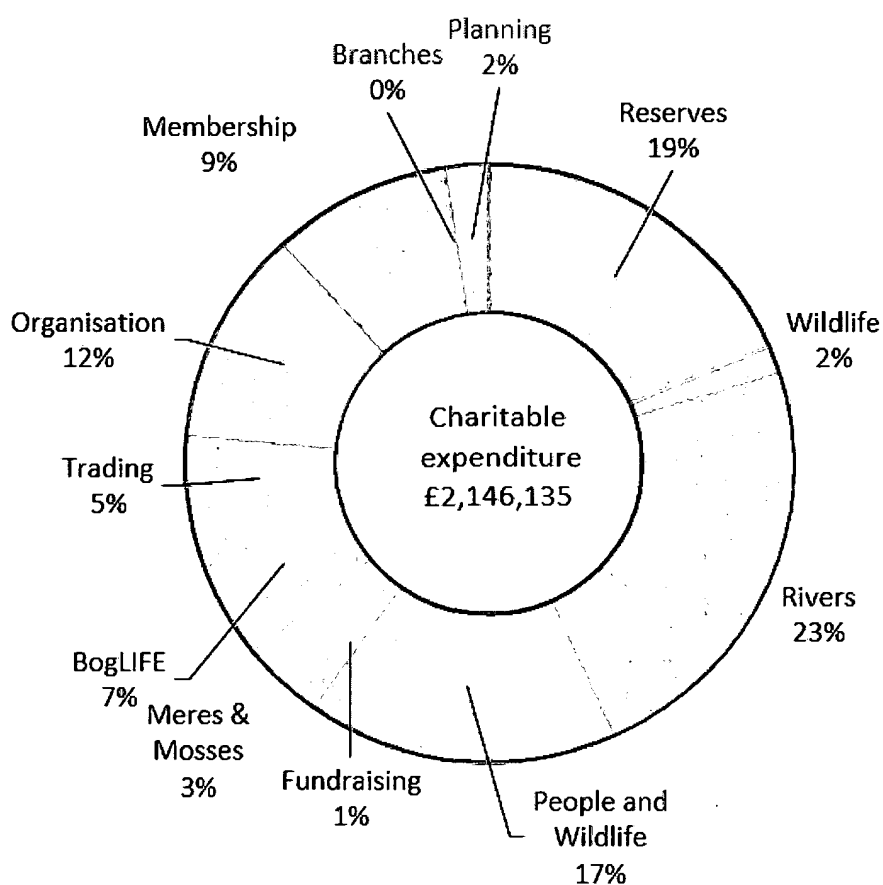 Planning
2%
Branches
0%
Reserves
19%
Membership
9%
Wildlife
2%
Organisation
12%
Charitable
expenditure
£2,146,135
Trading
5%
Rivers
23%
BogLIFE
7%
Meres &
Mosses
3%
Fundraising
1%
People and
Wildlife
17%